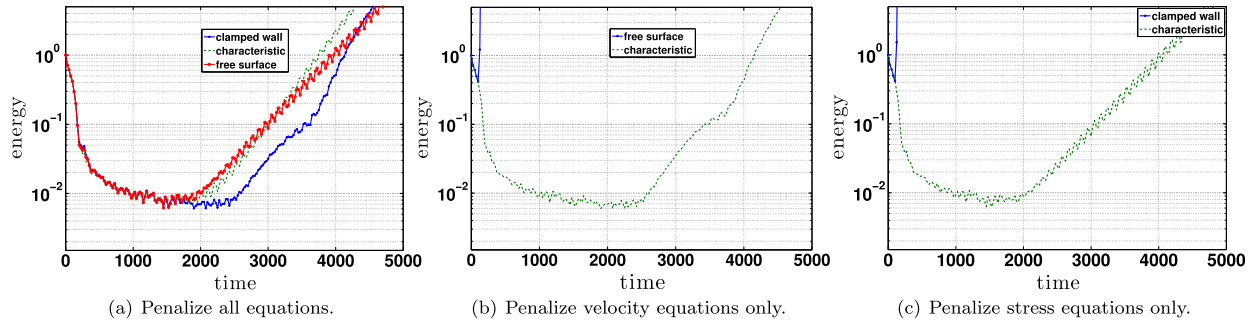 clamped wall
characteristic
free surface
energy
10^0
10^-1
10^-2
0 1000 2000 3000 4000 5000
time
(a) Penalize all equations.
free surface
characteristic
energy
10^0
10^-1
10^-2
0 1000 2000 3000 4000 5000
time
(b) Penalize velocity equations only.
clamped wall
characteristic
energy
10^0
10^-1
10^-2
0 1000 2000 3000 4000 5000
time
(c) Penalize stress equations only.